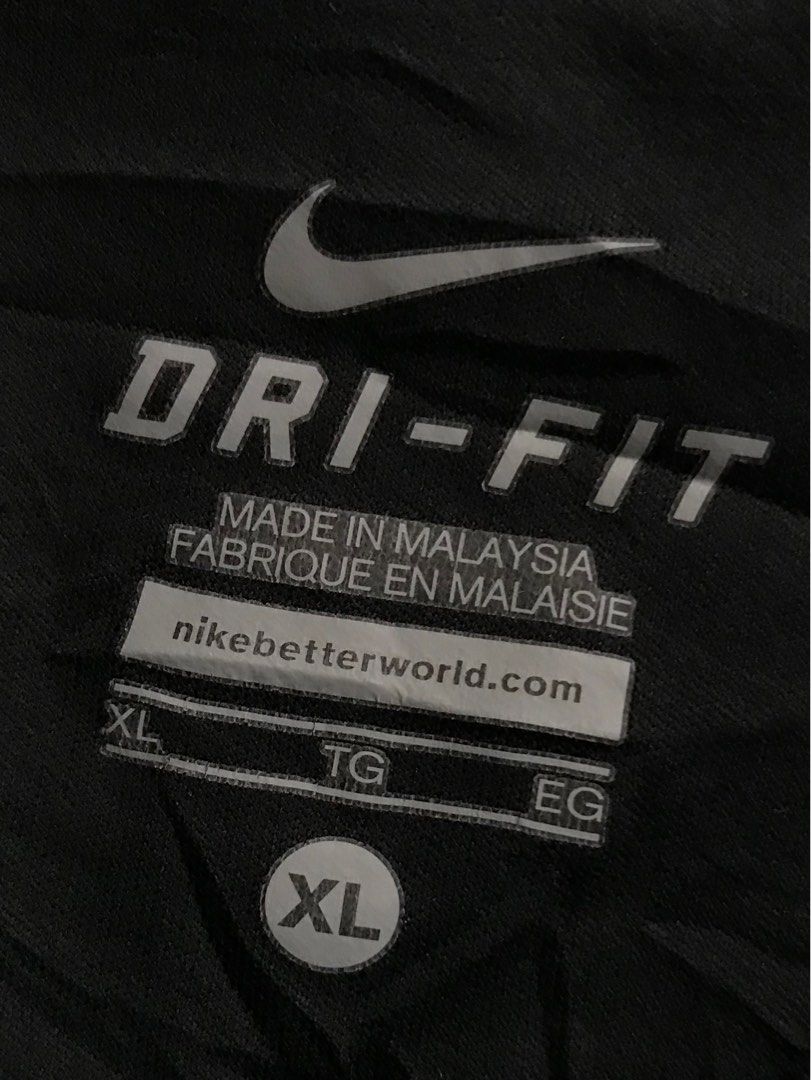 DRI-FIT
MADE IN MALAYSIA
FABRIQUE EN MALAISIE
nikebetterworld.com
XL TG EG
XL